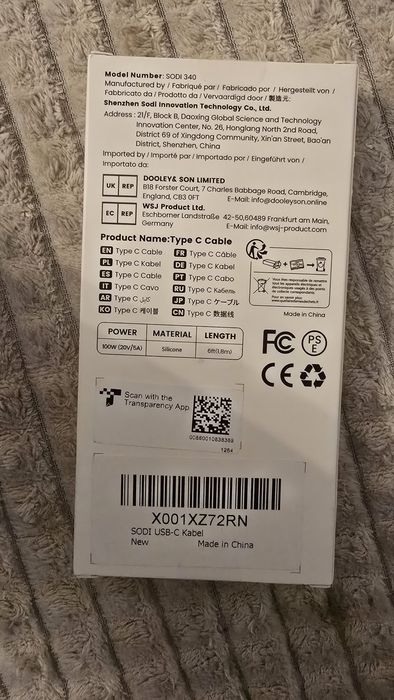 Model Number: SODI 340
Manufactured by / Fabriqué par / Fabricado por / Hergestellt von /
Fabbricato da / Prodotto da / Vervaardigd door / 製造元:
Shenzhen Sodi Innovation Technology Co., Ltd.
Address : 21/F, Block B, Daoxing Global Science and Technology
Innovation Center, No. 26, Honglang North 2nd Road,
District 69 of Xingdong Community, Xin'an Street, Bao'an
District, Shenzhen, China
Imported by / Importé par / Importado por / Eingeführt von /
Importato da:
UK REP
DOOLEY& SON LIMITED
B18 Forster Court, 7 Charles Babbage Road, Cambridge,
England, CB3 0FT E-Mail: info@dooleyson.online
EC REP
WSJ Product Ltd.
Eschborner Landstraße 42-50,60489 Frankfurt am Main,
Germany E-Mail: info@wsj-product.com
Product Name:Type C Cable
EN Type C Cable FR Type C Câble
PL Type C Kabel DE Type C Kabel
ES Type C Cable PT Type C Cabo
IT Type C Cavo RU Type C Кабель
AR Type C كابل JP Type C ケーブル
KO Type C 케이블 CN Type C 数据线
Made in China
POWER MATERIAL LENGTH
100W (20V/5A) Silicone 6ft(1.8m)
FC PSE
CE
Scan with the
Transparency App
1264
X001XZ72RN
SODI USB-C Kabel
New Made in China